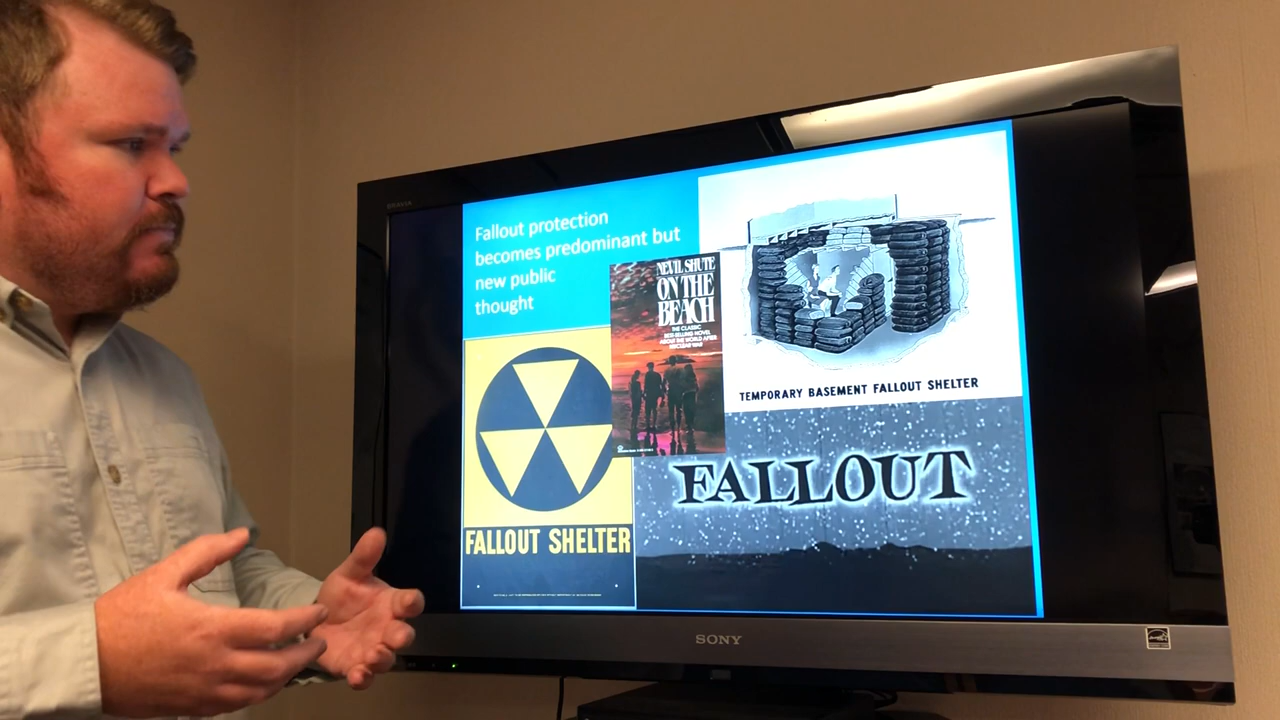 BRAVIA
Fallout protection
becomes predominant but
new public
thought
NEVIL SHUTE
ON THE
BEACH
THE CLASSIC
BEST-SELLING NOVEL
ABOUT THE WORLD AFTER
NUCLEAR WAR
TEMPORARY BASEMENT FALLOUT SHELTER
FALLOUT
FALLOUT SHELTER
SONY